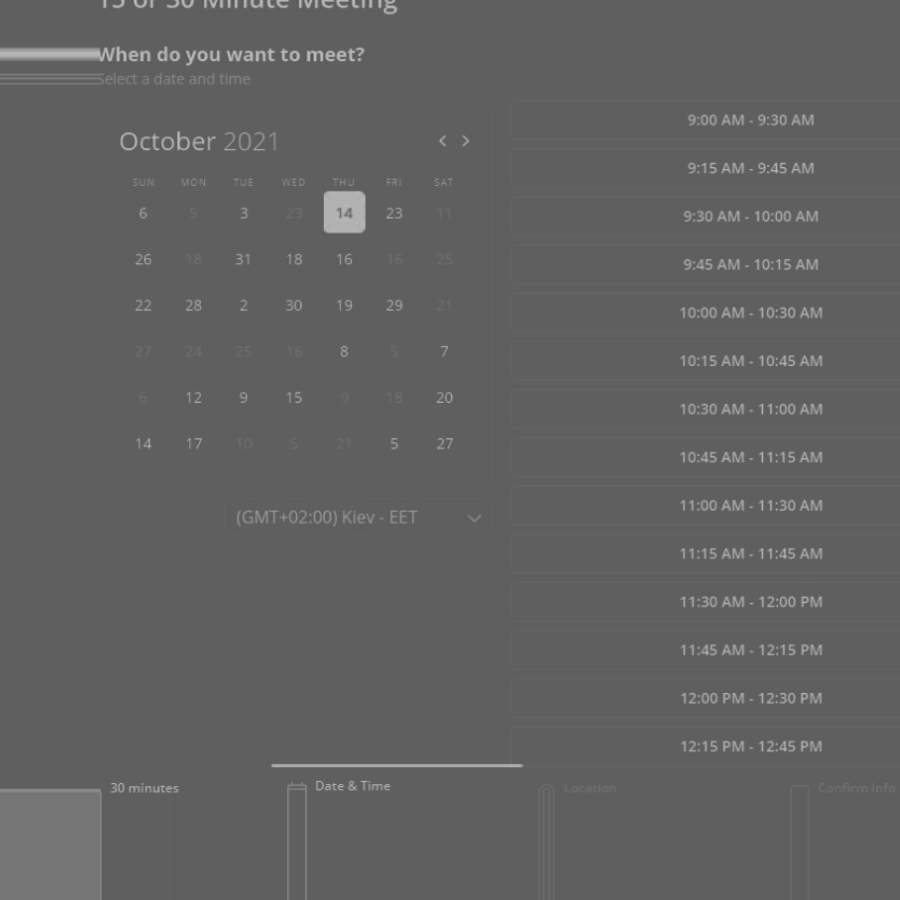 15 or 30 Minute Meeting
When do you want to meet?
Select a date and time
October 2021
SUN MON TUE WED THU FRI SAT
6 5 3 23 14 23 11
26 18 31 18 16 16 25
22 28 2 30 19 29 21
27 24 25 16 8 5 7
6 12 9 15 9 18 20
14 17 10 5 21 5 27
(GMT+02:00) Kiev - EET
9:00 AM - 9:30 AM
9:15 AM - 9:45 AM
9:30 AM - 10:00 AM
9:45 AM - 10:15 AM
10:00 AM - 10:30 AM
10:15 AM - 10:45 AM
10:30 AM - 11:00 AM
10:45 AM - 11:15 AM
11:00 AM - 11:30 AM
11:15 AM - 11:45 AM
11:30 AM - 12:00 PM
11:45 AM - 12:15 PM
12:00 PM - 12:30 PM
12:15 PM - 12:45 PM
30 minutes
Date & Time
Location
Confirm Info